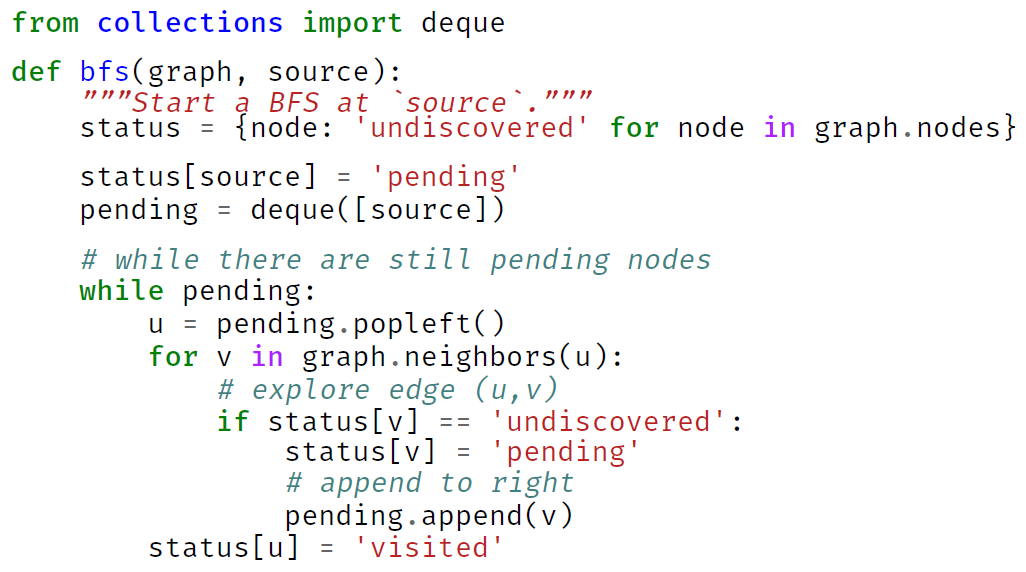 from collections import deque
def bfs(graph, source):
    """Start a BFS at `source`."""
    status = {node: 'undiscovered' for node in graph.nodes}
    status[source] = 'pending'
    pending = deque([source])
    # while there are still pending nodes
    while pending:
        u = pending.popleft()
        for v in graph.neighbors(u):
            # explore edge (u,v)
            if status[v] == 'undiscovered':
                status[v] = 'pending'
                # append to right
                pending.append(v)
        status[u] = 'visited'